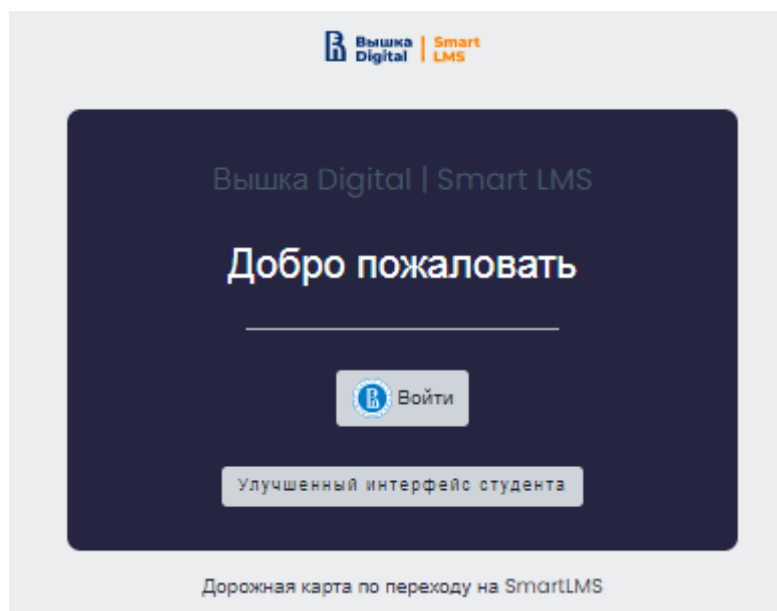 Вышка | Smart
Digital | LMS
Вышка Digital | Smart LMS
Добро пожаловать
Войти
Улучшенный интерфейс студента
Дорожная карта по переходу на SmartLMS